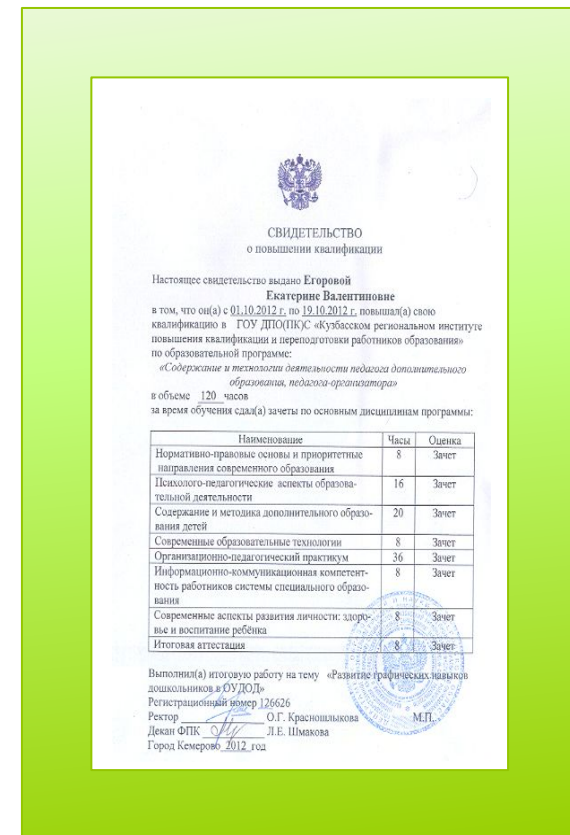 СВИДЕТЕЛЬСТВО
о повышении квалификации
Настоящее свидетельство выдано Егоровой
Екатерине Валентиновне
в том, что он(а) с 01.10.2012 г. по 19.10.2012 г. повышал(а) свою
квалификацию в ГОУ ДПО(ПК)С «Кузбасском региональном институте
повышения квалификации и переподготовки работников образования»
по образовательной программе:
«Содержание и технологии деятельности педагога дополнительного
образования, педагога-организатора»
в объеме 120 часов
за время обучения сдал(а) зачеты по основным дисциплинам программы:
Наименование Часы Оценка
Нормативно-правовые основы и приоритетные 8 Зачет
направления современного образования
Психолого-педагогические аспекты образова- 16 Зачет
тельной деятельности
Содержание и методика дополнительного образо- 20 Зачет
вания детей
Современные образовательные технологии 8 Зачет
Организационно-педагогический практикум 36 Зачет
Информационно-коммуникационная компетент- 8 Зачет
ность работников системы специального образо-
вания
Современные аспекты развития личности: здоро- 8 Зачет
вье и воспитание ребёнка
Итоговая аттестация 8 Зачет
Выполнил(а) итоговую работу на тему «Развитие графических навыков
дошкольников в ОУДОД»
Регистрационный номер 126626
Ректор О.Г. Красношлыкова М.П.
Декан ФПК Л.Е. Шмакова
Город Кемерово 2012 год